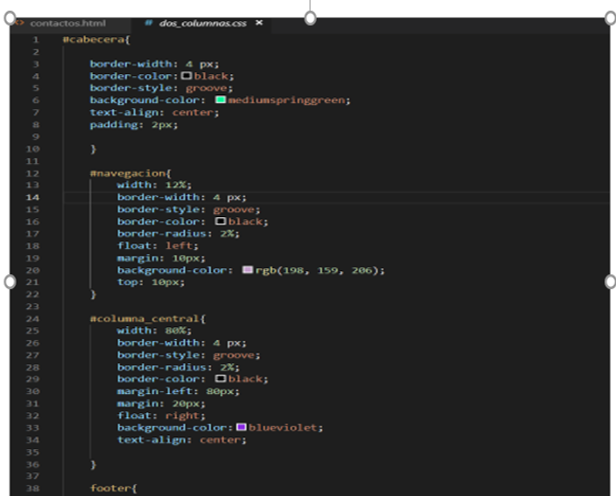 contactos.html # dos_columnas.css ×
1 #cabecera{
2
3 border-width: 4 px;
4 border-color: black;
5 border-style: groove;
6 background-color: mediumspringgreen;
7 text-align: center;
8 padding: 2px;
9
10 }
11
12 #navegacion{
13 width: 12%;
14 border-width: 4 px;
15 border-style: groove;
16 border-color: black;
17 border-radius: 2%;
18 float: left;
19 margin: 10px;
20 background-color: rgb(198, 159, 206);
21 top: 10px;
22 }
23
24 #columna_central{
25 width: 80%;
26 border-width: 4 px;
27 border-style: groove;
28 border-radius: 2%;
29 border-color: black;
30 margin-left: 80px;
31 margin: 20px;
32 float: right;
33 background-color: blueviolet;
34 text-align: center;
35
36 }
37
38 footer{